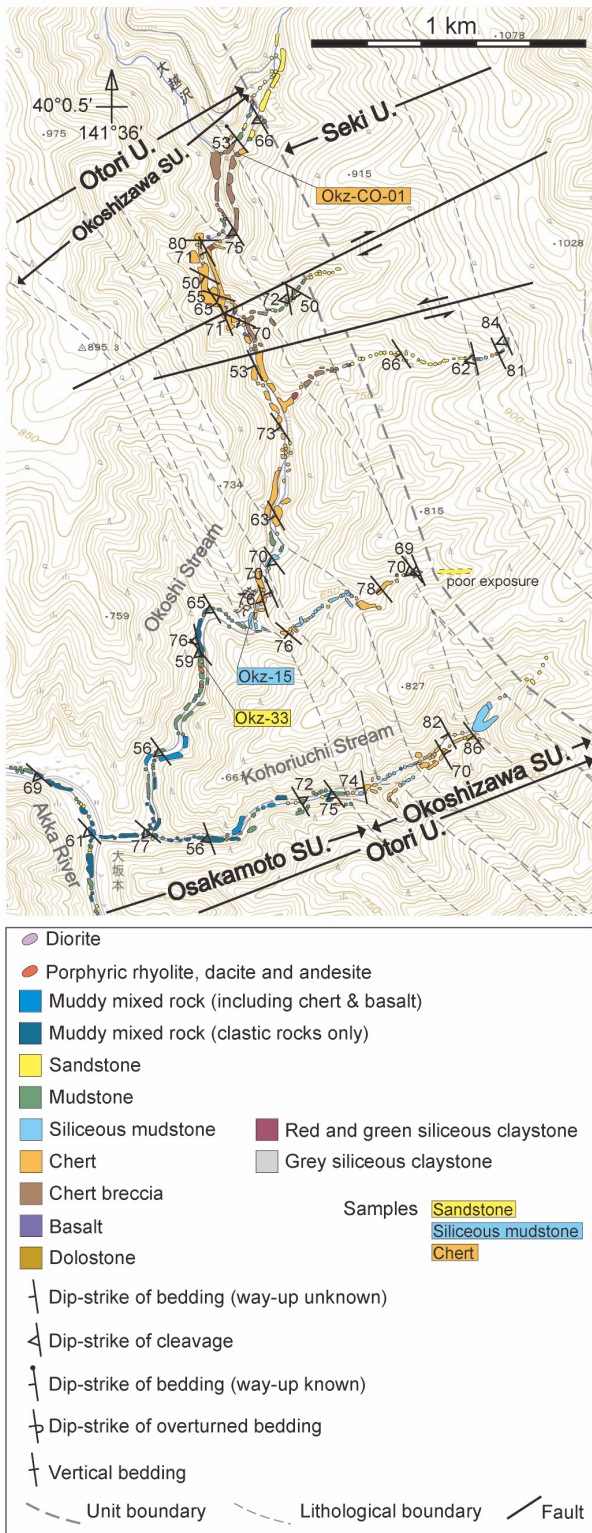 1 km
1078
大越沢
40°0.5′
141°36′
975
53
66
Otori U.
Okoshizawa SU.
Seki U.
915
Okz-CO-01
80
75
71
1028
50
55
72
50
65
71
70
84
895.3
53
66
62
81
750
850
73
900
734
63
815
Okoshi Stream
70
69
70
70
78
650
poor exposure
65
759
76
76
59
Okz-15
Okz-33
827
600
56
Kohoriuchi Stream
82
86
70
661
69
72
74
75
Akka River
61
77
56
大坂本
Okoshizawa SU.
Otori U.
Osakamoto SU.
750
Diorite
Porphyric rhyolite, dacite and andesite
Muddy mixed rock (including chert & basalt)
Muddy mixed rock (clastic rocks only)
Sandstone
Mudstone
Siliceous mudstone
Red and green siliceous claystone
Chert
Grey siliceous claystone
Chert breccia
Samples
Sandstone
Siliceous mudstone
Chert
Basalt
Dolostone
Dip-strike of bedding (way-up unknown)
Dip-strike of cleavage
Dip-strike of bedding (way-up known)
Dip-strike of overturned bedding
Vertical bedding
Unit boundary
Lithological boundary
Fault